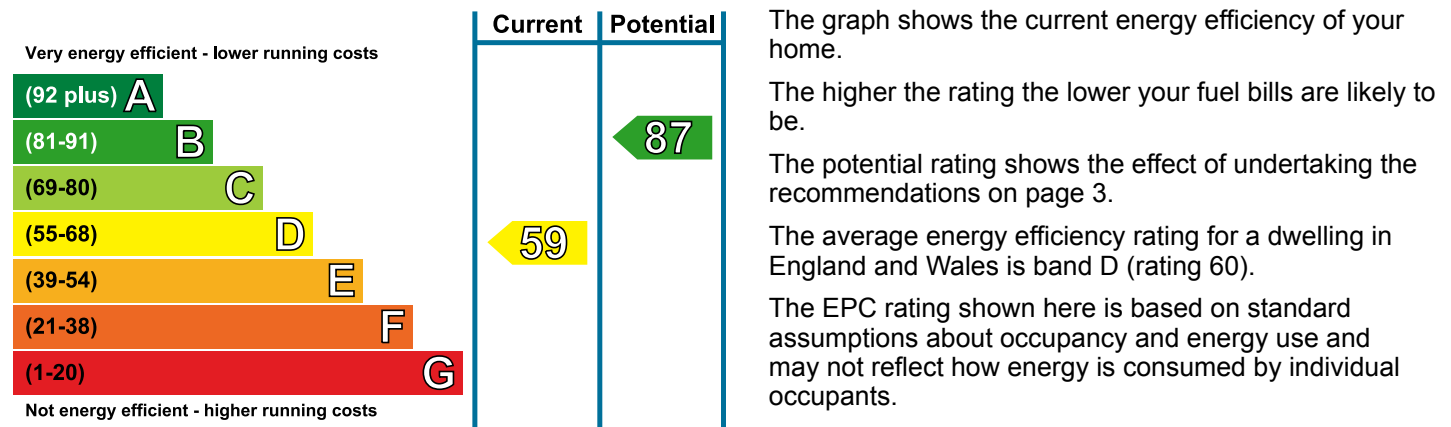 Current Potential
Very energy efficient - lower running costs
(92 plus) A
(81-91) B
87
(69-80) C
(55-68) D
59
(39-54) E
(21-38) F
(1-20) G
Not energy efficient - higher running costs
The graph shows the current energy efficiency of your
home.
The higher the rating the lower your fuel bills are likely to
be.
The potential rating shows the effect of undertaking the
recommendations on page 3.
The average energy efficiency rating for a dwelling in
England and Wales is band D (rating 60).
The EPC rating shown here is based on standard
assumptions about occupancy and energy use and
may not reflect how energy is consumed by individual
occupants.